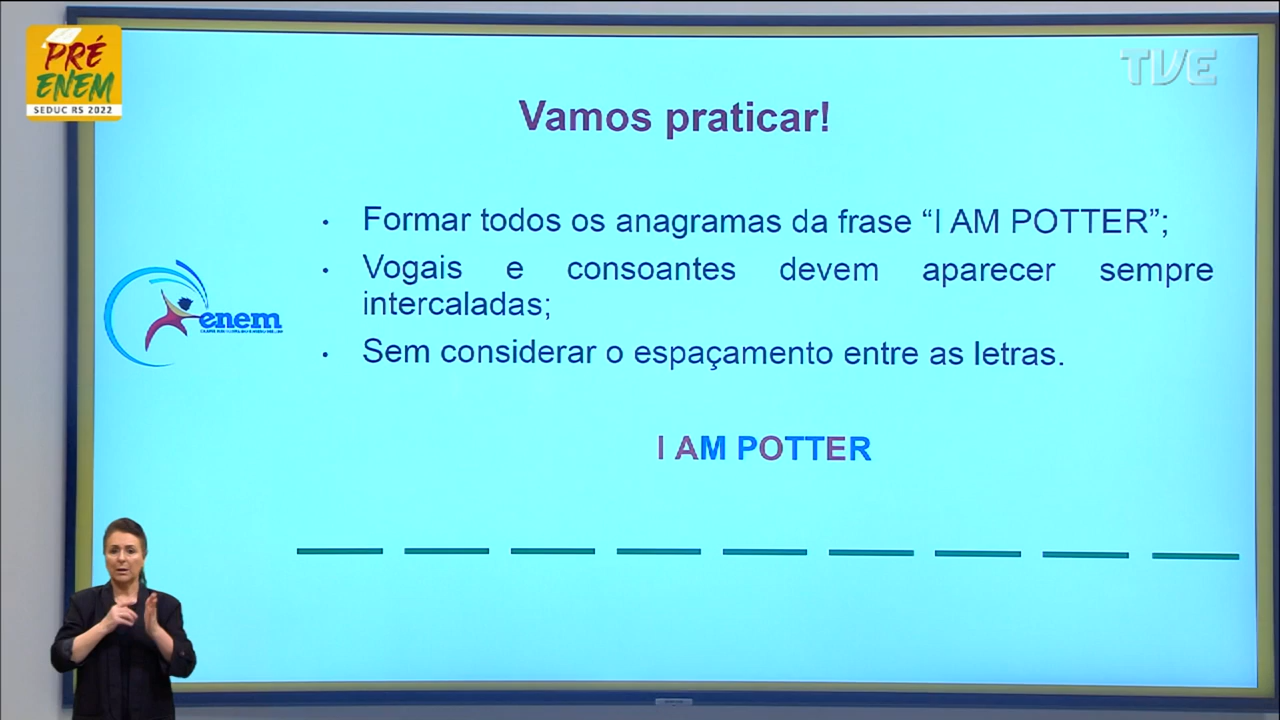 PRÉ
ENEM
SEDUC RS 2022
TVE
Vamos praticar!
• Formar todos os anagramas da frase “I AM POTTER”;
• Vogais e consoantes devem aparecer sempre
intercaladas;
• Sem considerar o espaçamento entre as letras.
enem
I AM POTTER